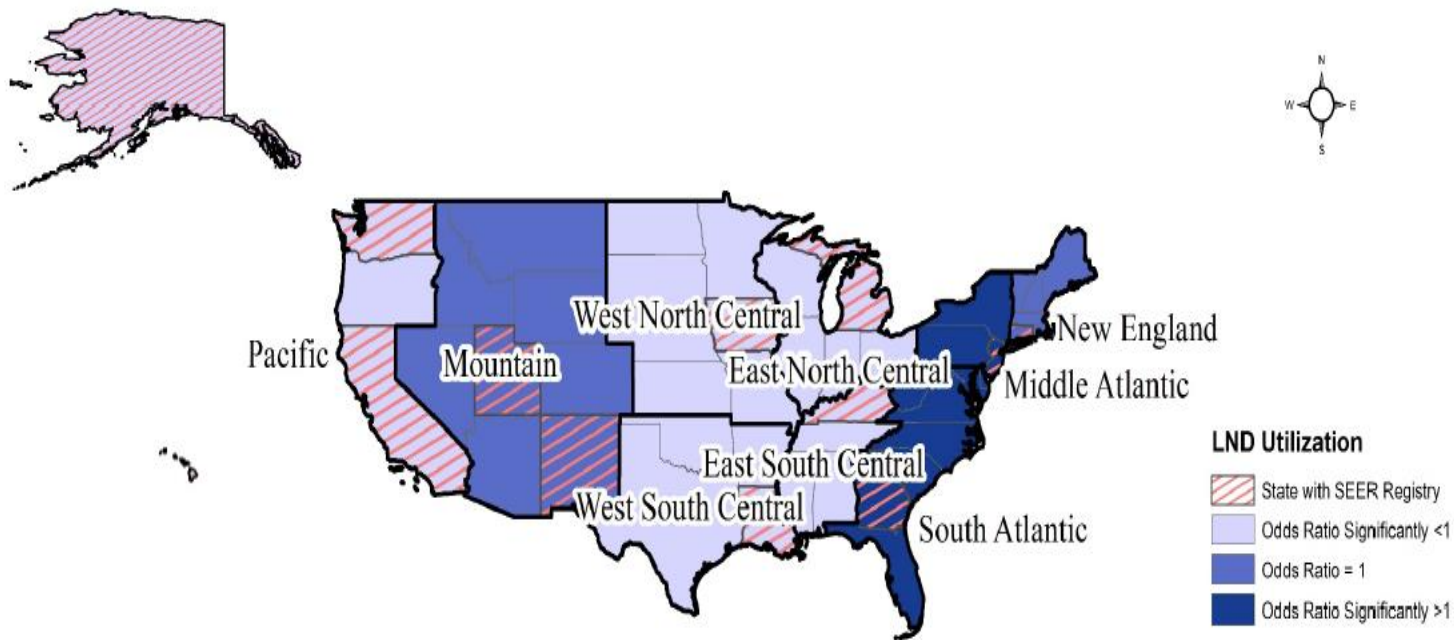 N
W E
S
West North Central
New England
Pacific
Mountain
East North Central
Middle Atlantic
East South Central
West South Central
South Atlantic
LND Utilization
State with SEER Registry
Odds Ratio Significantly <1
Odds Ratio = 1
Odds Ratio Significantly >1